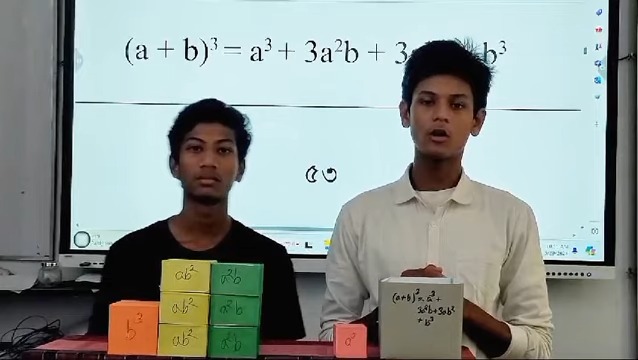 (a + b)³ = a³ + 3a²b + 3 b³
৫৩
ab² a²b
ab² a²b
b³ ab² a²b
a³
(a+b)³ = a³ +
3a²b + 3ab²
+ b³